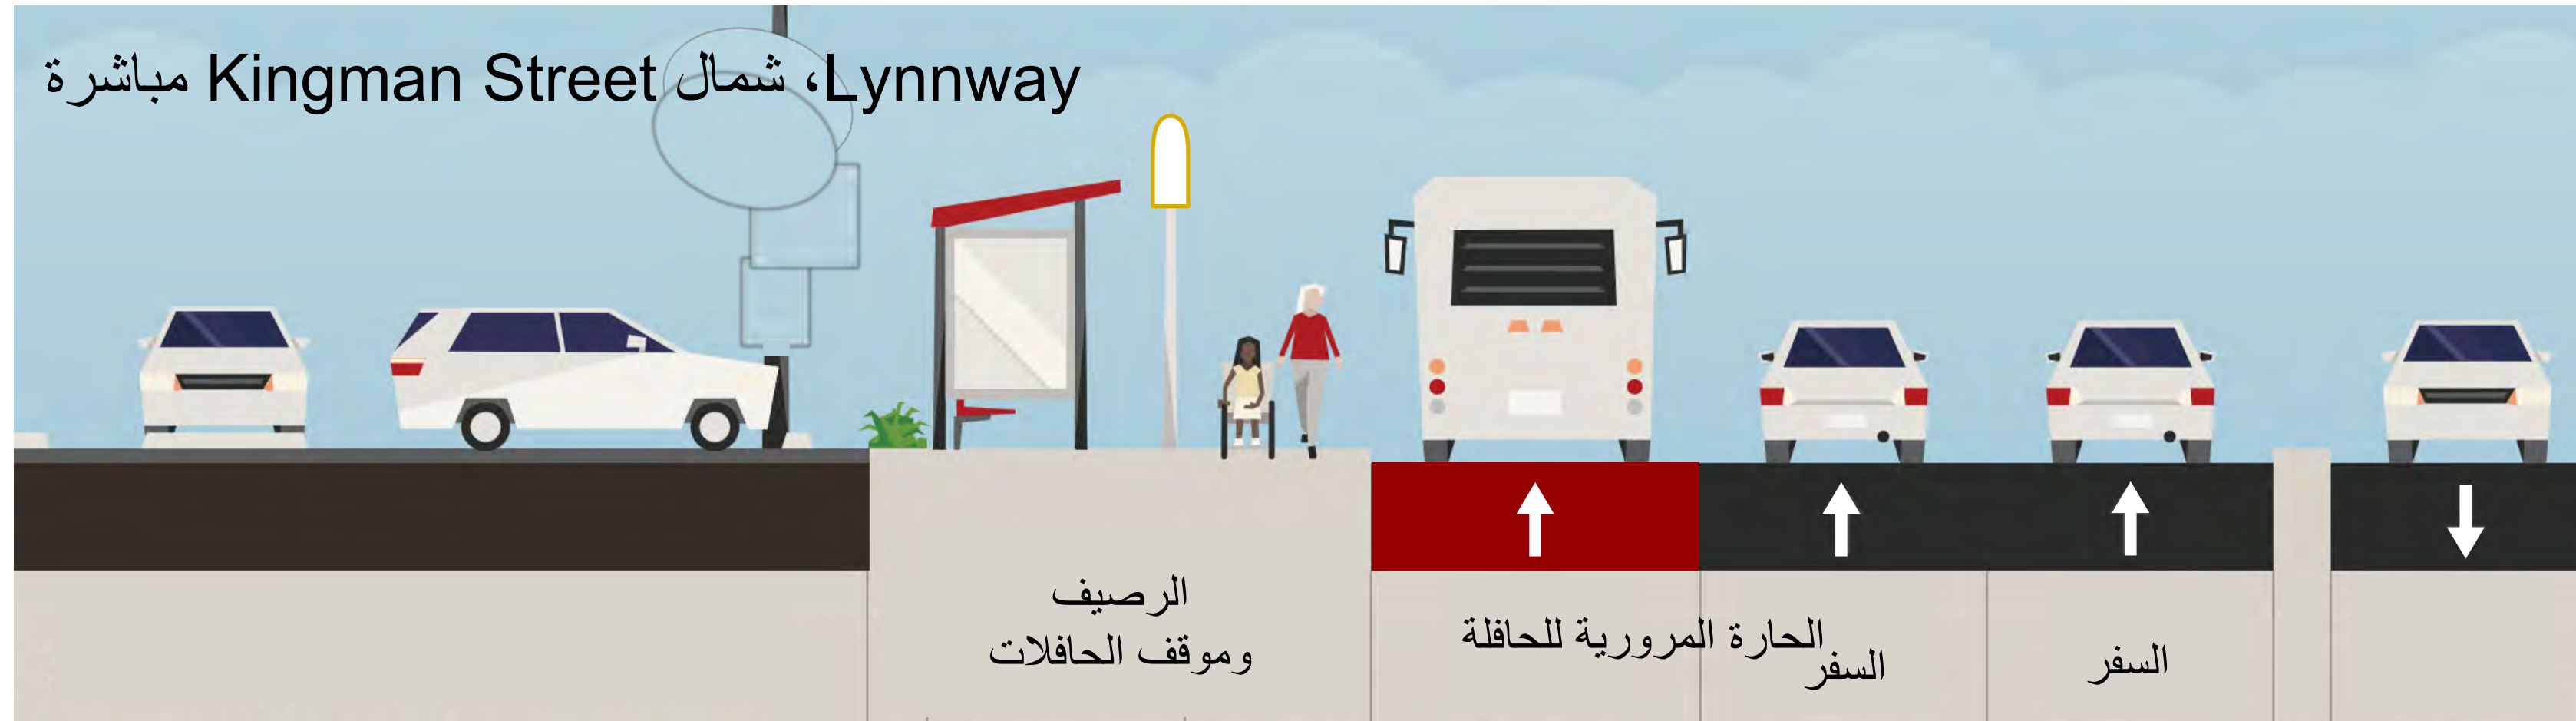 Lynnway، شمال Kingman Street مباشرة
الرصيف
وموقف الحافلات
الحارة المرورية للحافلة
السفر
السفر